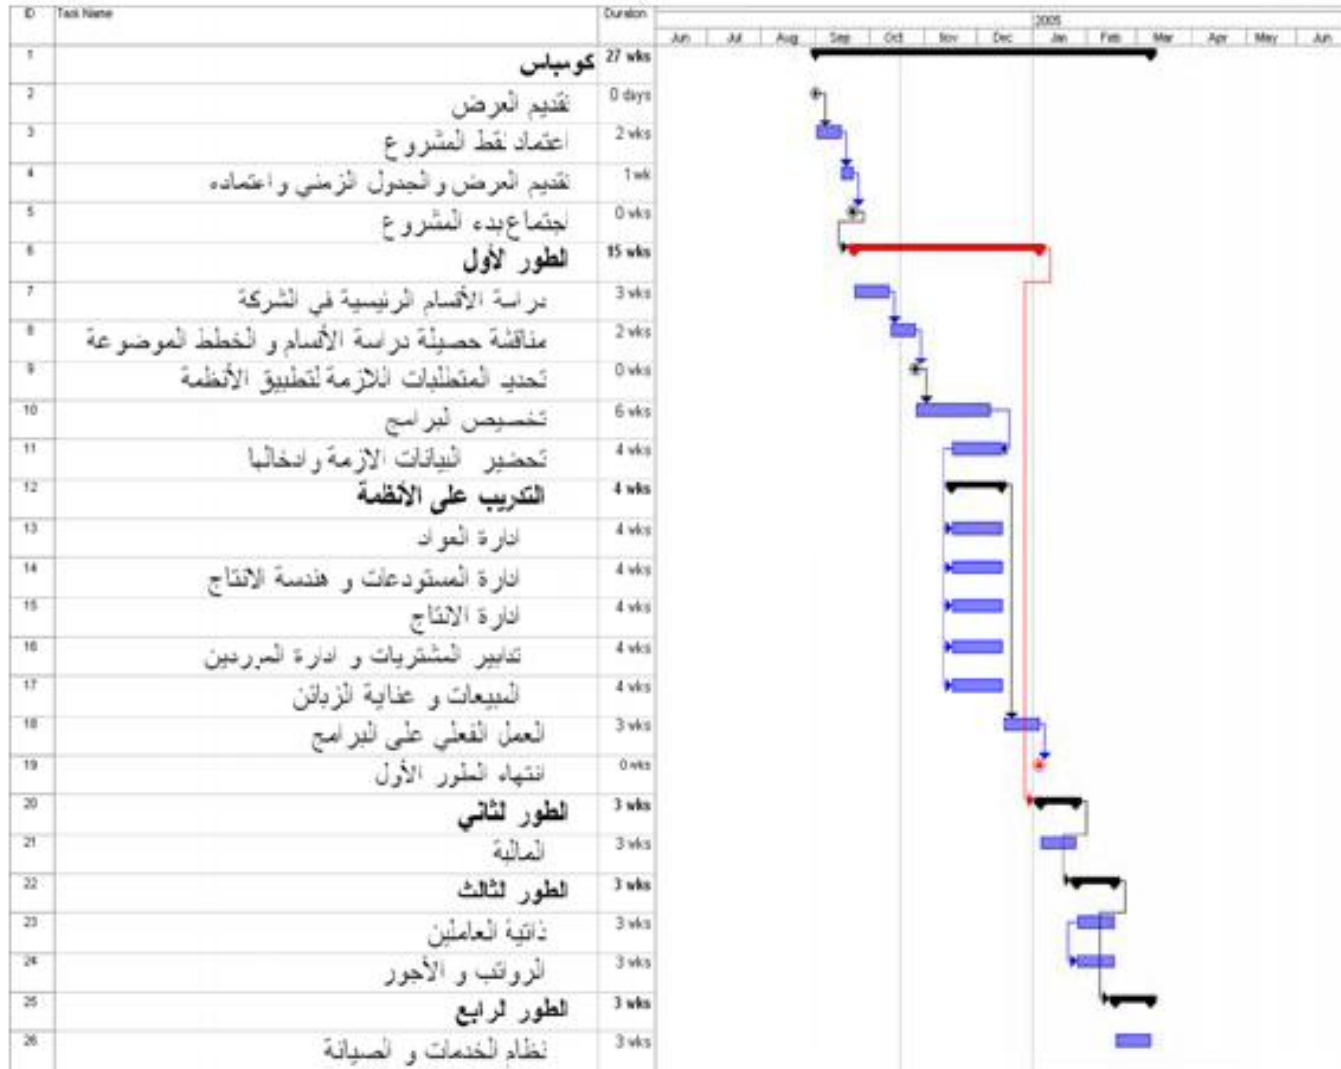 ID Task Name Duration
2005
Jun Jul Aug Sep Oct Nov Dec Jan Feb Mar Apr May Jun
1 كومباس 27 wks
2 تقديم العرض 0 days
3 اعتماد نقط المشروع 2 wks
4 تقديم العرض والجدول الزمني واعتماده 1 wk
5 اجتماع بدء المشروع 0 wks
6 الطور الأول 15 wks
7 دراسة الأقسام الرئيسية في الشركة 3 wks
8 مناقشة حصيلة دراسة الأقسام و الخطط الموضوعة 2 wks
9 تحديد المتطلبات اللازمة لتطبيق الأنظمة 0 wks
10 تخصيص البرامج 6 wks
11 تحضير البيانات الازمة وادخالها 4 wks
12 التدريب على الأنظمة 4 wks
13 ادارة المواد 4 wks
14 ادارة المستودعات و هندسة الانتاج 4 wks
15 ادارة الانتاج 4 wks
16 تدابير المشتريات و ادارة الموردين 4 wks
17 المبيعات و عناية الزبائن 4 wks
18 العمل الفعلي على البرامج 3 wks
19 انتهاء الطور الأول 0 wks
20 الطور الثاني 3 wks
21 المالية 3 wks
22 الطور الثالث 3 wks
23 ذاتية العاملين 3 wks
24 الرواتب و الأجور 3 wks
25 الطور الرابع 3 wks
26 نظام الخدمات و الصيانة 3 wks